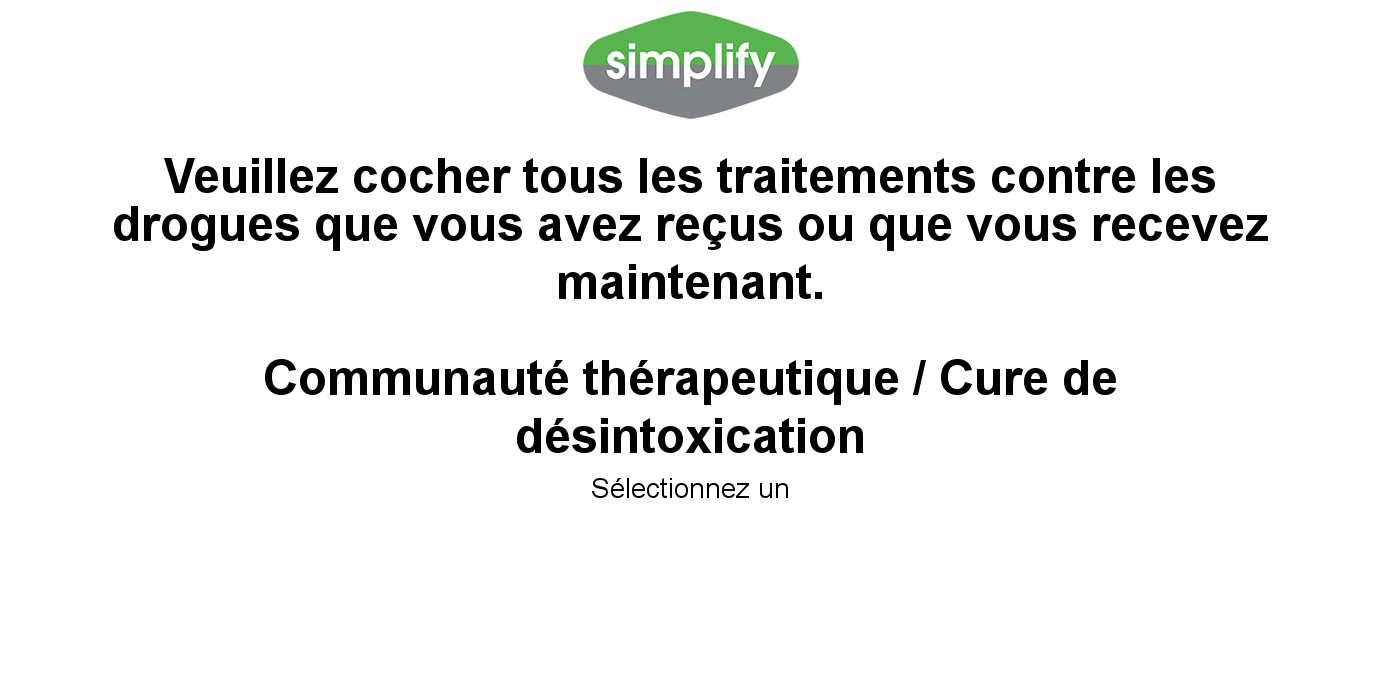 simplify
Veuillez cocher tous les traitements contre les
drogues que vous avez reçus ou que vous recevez
maintenant.
Communauté thérapeutique / Cure de
désintoxication
Sélectionnez un